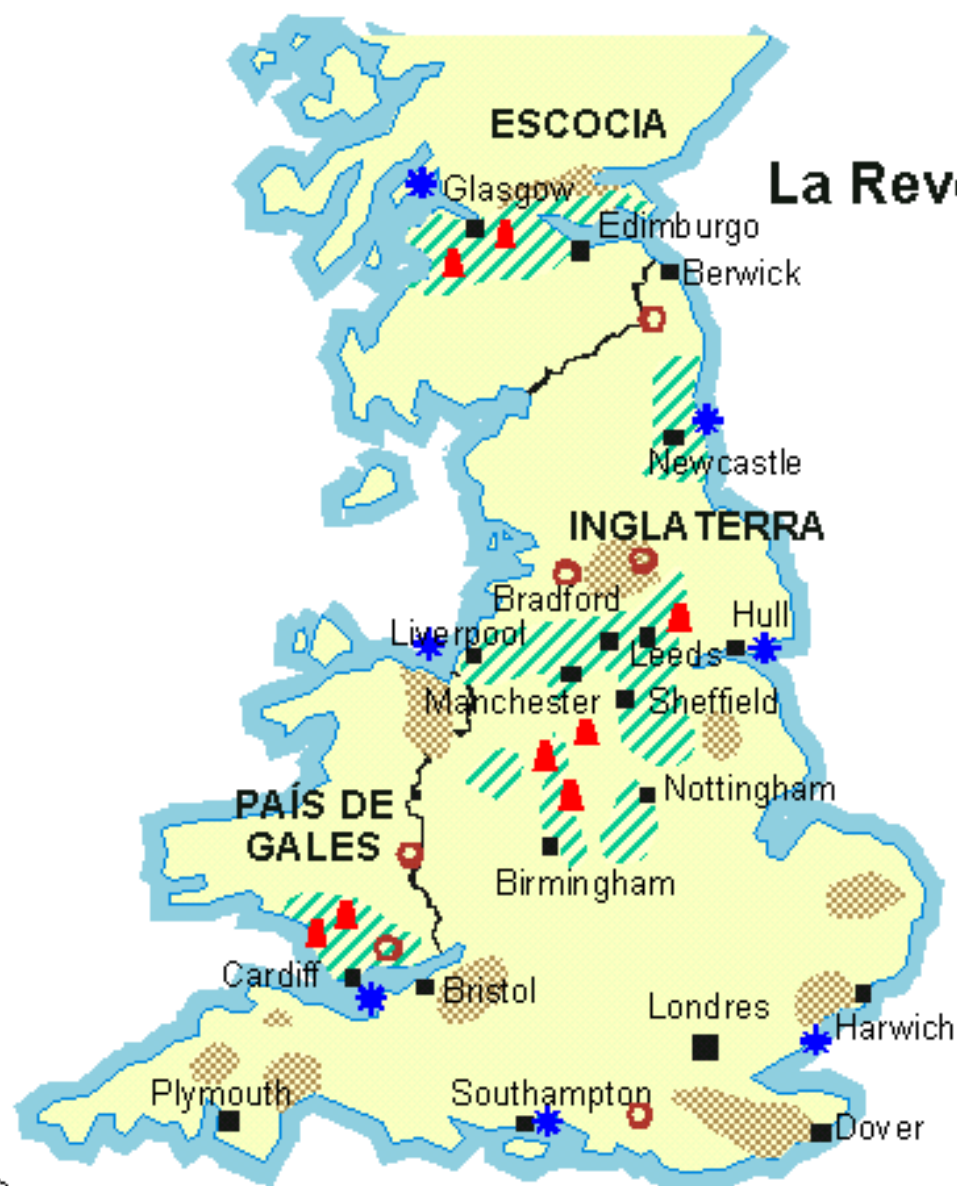 ESCOCIA
La Rev
Glasgow
Edimburgo
Berwick
Newcastle
INGLATERRA
Bradford
Hull
Liverpool
Leeds
Manchester
Sheffield
Nottingham
PAÍS DE
GALES
Birmingham
Cardiff
Bristol
Londres
Harwich
Plymouth
Southampton
Dover